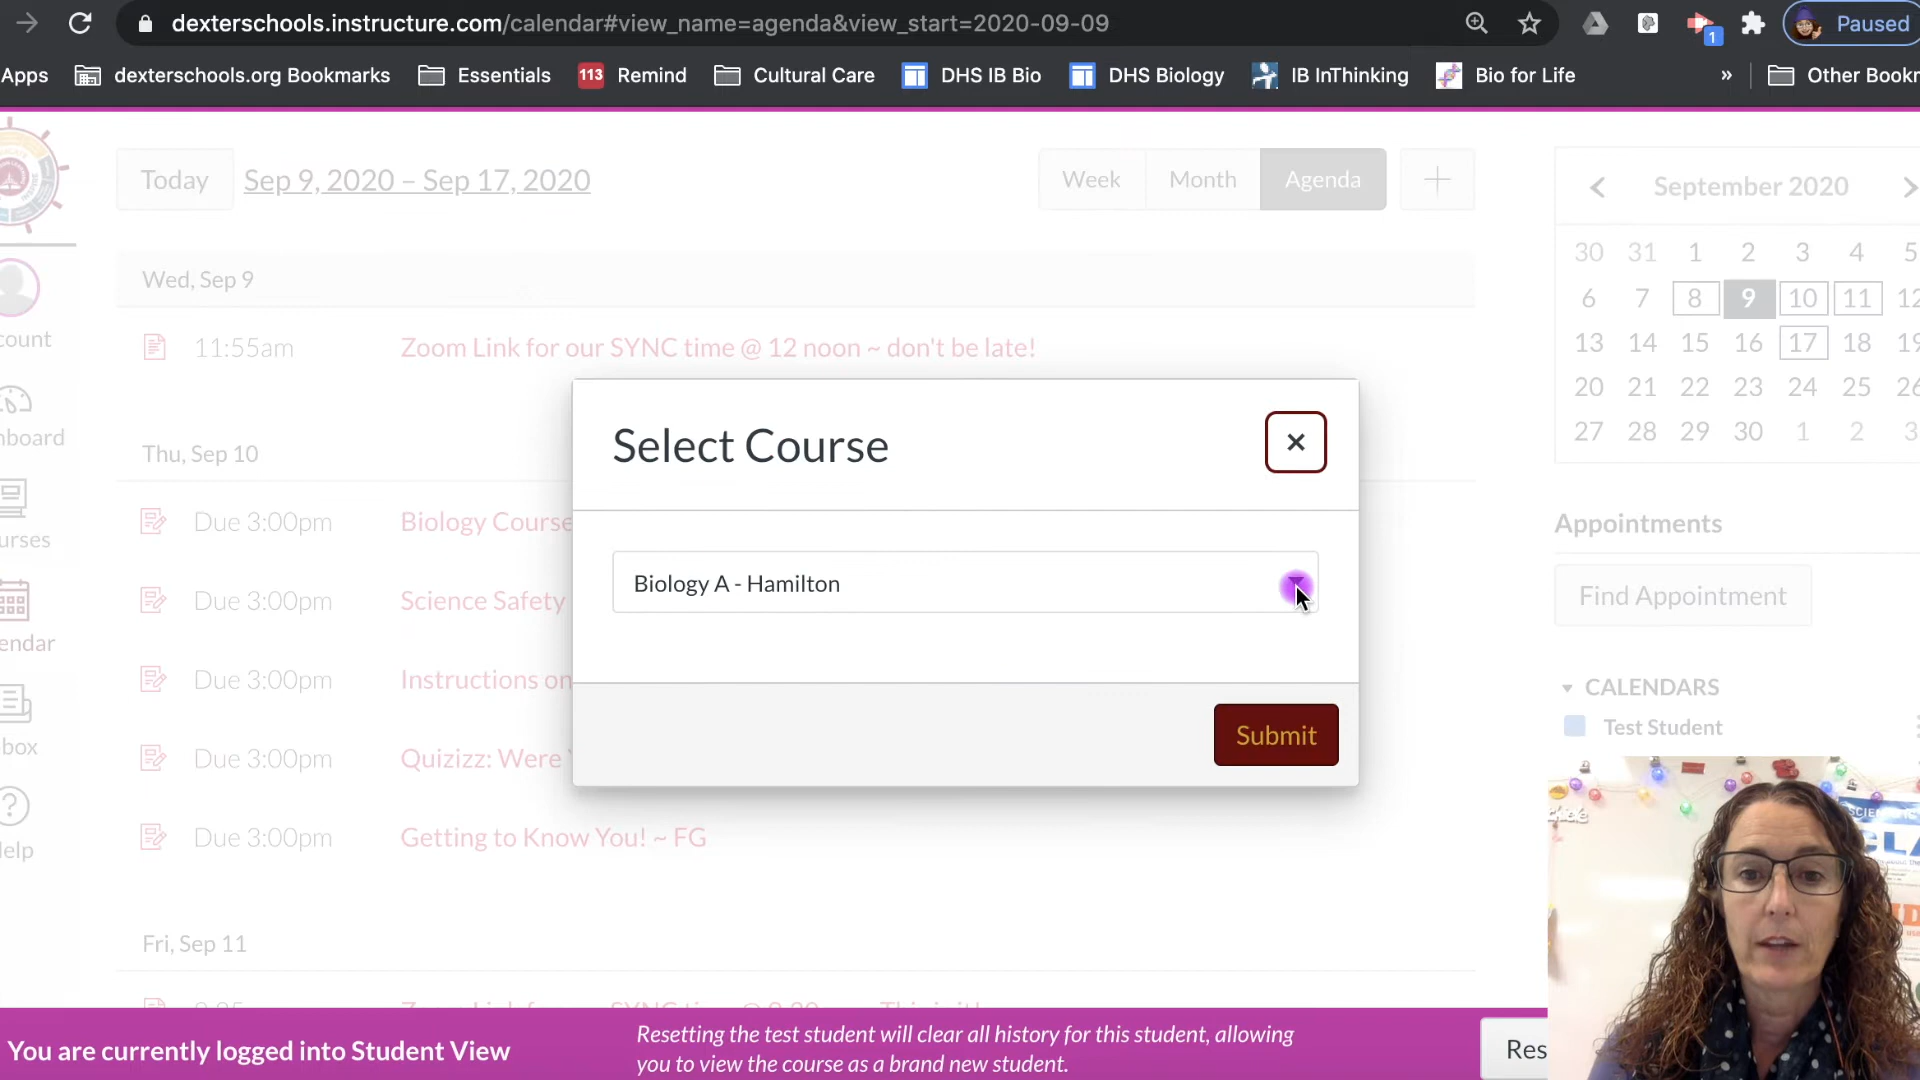 dexterschools.instructure.com/calendar#view_name=agenda&view_start=2020-09-09
1
Paused
Apps
dexterschools.org Bookmarks
Essentials
113
Remind
Cultural Care
DHS IB Bio
DHS Biology
IB InThinking
Bio for Life
»
Other Bookr
Today
Sep 9, 2020 – Sep 17, 2020
Week
Month
Agenda
+
September 2020
30 31 1 2 3 4 5
6 7 8 9 10 11 12
13 14 15 16 17 18 19
20 21 22 23 24 25 26
27 28 29 30 1 2 3
Wed, Sep 9
11:55am
Zoom Link for our SYNC time @ 12 noon ~ don't be late!
Select Course
Biology A - Hamilton
Submit
Thu, Sep 10
Due 3:00pm
Biology Course
Due 3:00pm
Science Safety
Due 3:00pm
Instructions on
Due 3:00pm
Quizizz: Were
Due 3:00pm
Getting to Know You! ~ FG
Fri, Sep 11
count
hboard
urses
endar
box
elp
Appointments
Find Appointment
CALENDARS
Test Student
You are currently logged into Student View
Resetting the test student will clear all history for this student, allowing
you to view the course as a brand new student.
Res